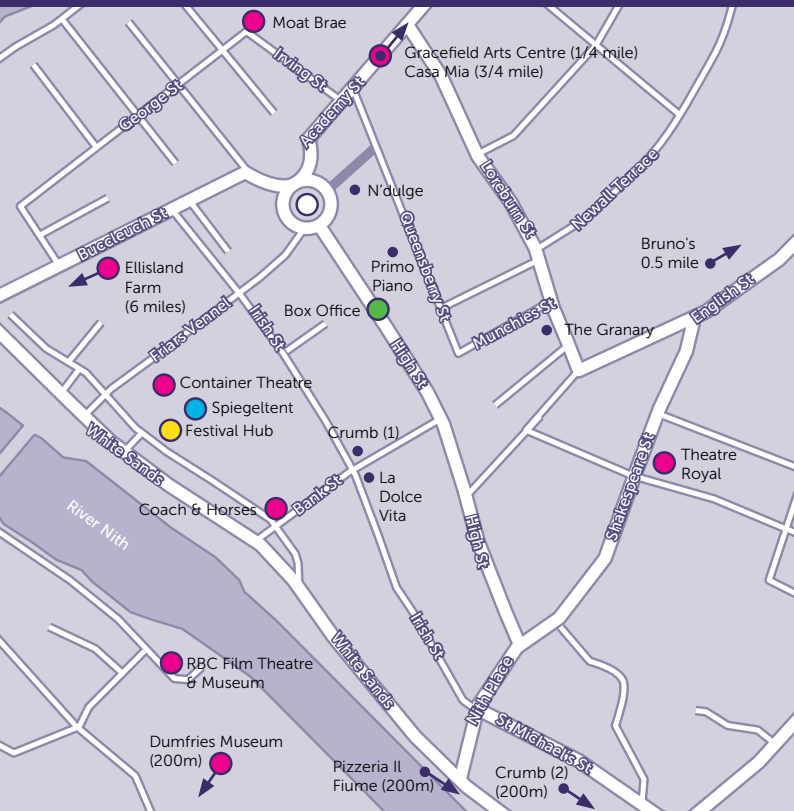 Moat Brae
Gracefield Arts Centre (1/4 mile)
Casa Mia (3/4 mile)
Irving St
George St
Academy St
N'dulge
Loreburn St
Newall Terrace
Buccleuch St
Queensberry St
Bruno's
0.5 mile
Ellisland
Farm
(6 miles)
Primo
Piano
English St
Box Office
Friars Vennel
Irish St
Munchies St
The Granary
High St
Container Theatre
Spiegeltent
Festival Hub
Crumb (1)
White Sands
Theatre
Royal
Shakespeare St
La
Dolce
Vita
Bank St
Coach & Horses
River Nith
High St
Irish St
White Sands
RBC Film Theatre
& Museum
Nith Place
St Michael's St
Dumfries Museum
(200m)
Pizzeria Il
Fiume (200m)
Crumb (2)
(200m)